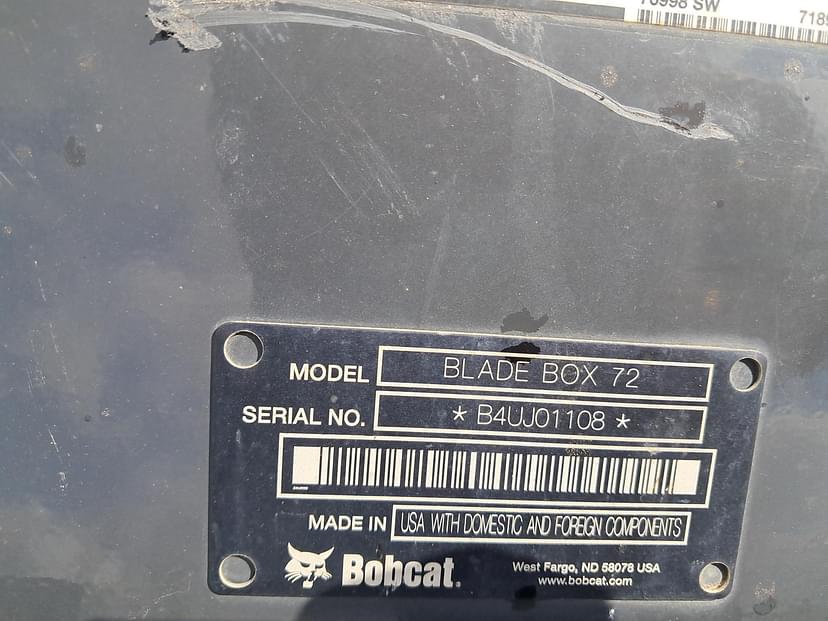 MODEL BLADE BOX 72
SERIAL NO. * B4UJ01108 *
MADE IN USA WITH DOMESTIC AND FOREIGN COMPONENTS
Bobcat.
West Fargo, ND 58078 USA
www.bobcat.com